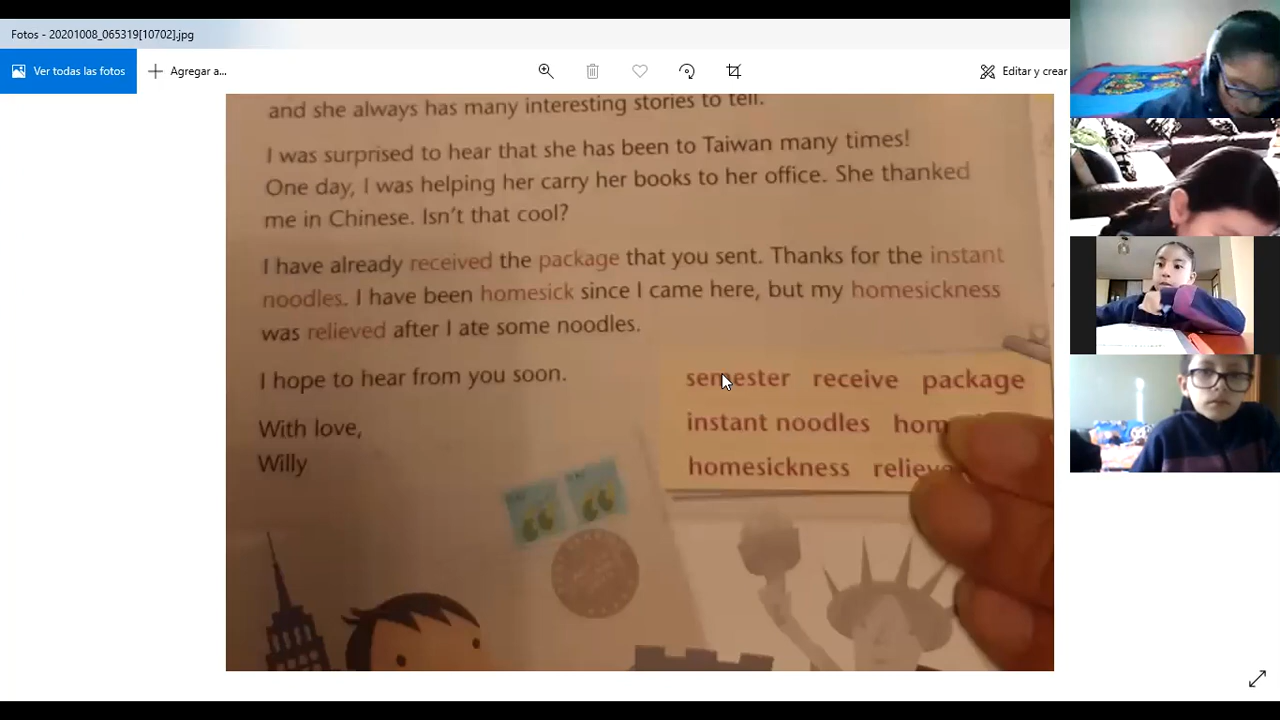 Fotos - 20201008_065319[10702].jpg
Ver todas las fotos
Agregar a...
Editar y crear
and she always has many interesting stories to tell.
I was surprised to hear that she has been to Taiwan many times!
One day, I was helping her carry her books to her office. She thanked
me in Chinese. Isn't that cool?
I have already received the package that you sent. Thanks for the instant
noodles. I have been homesick since I came here, but my homesickness
was relieved after I ate some noodles.
I hope to hear from you soon.
With love,
Willy
semester receive package
instant noodles hom
homesickness relieve